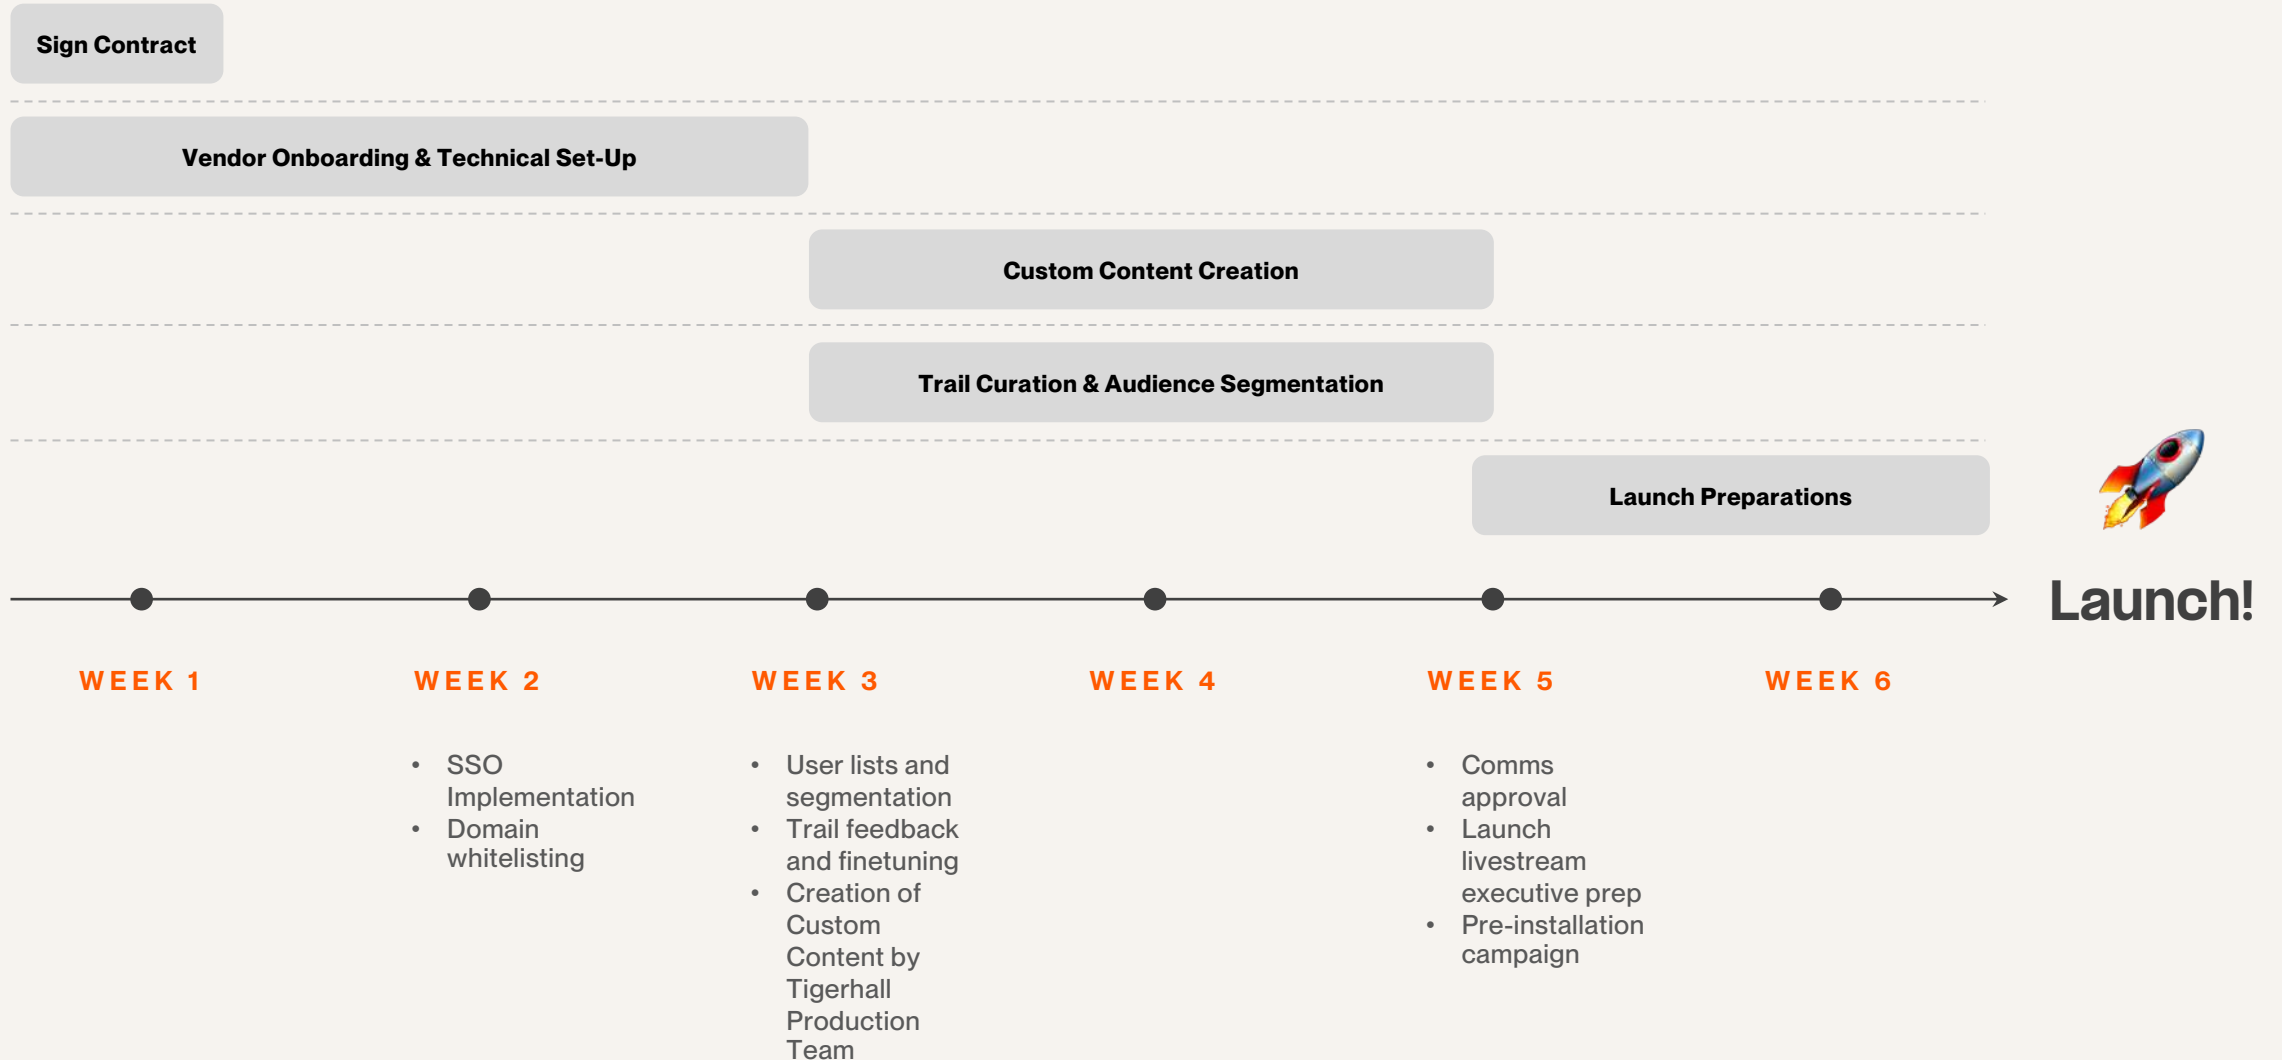 Sign Contract
Vendor Onboarding & Technical Set-Up
Custom Content Creation
Trail Curation & Audience Segmentation
Launch Preparations
Launch!
WEEK 1
WEEK 2
WEEK 3
WEEK 4
WEEK 5
WEEK 6
• SSO
Implementation
• Domain
whitelisting
• User lists and
segmentation
• Trail feedback
and finetuning
• Creation of
Custom
Content by
Tigerhall
Production
Team
• Comms
approval
• Launch
livestream
executive prep
• Pre-installation
campaign